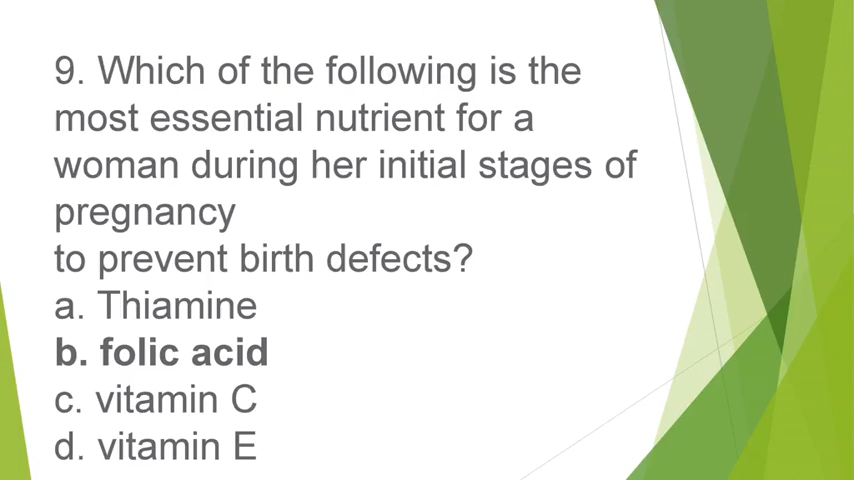 9. Which of the following is the
most essential nutrient for a
woman during her initial stages of
pregnancy
to prevent birth defects?
a. Thiamine
b. folic acid
c. vitamin C
d. vitamin E